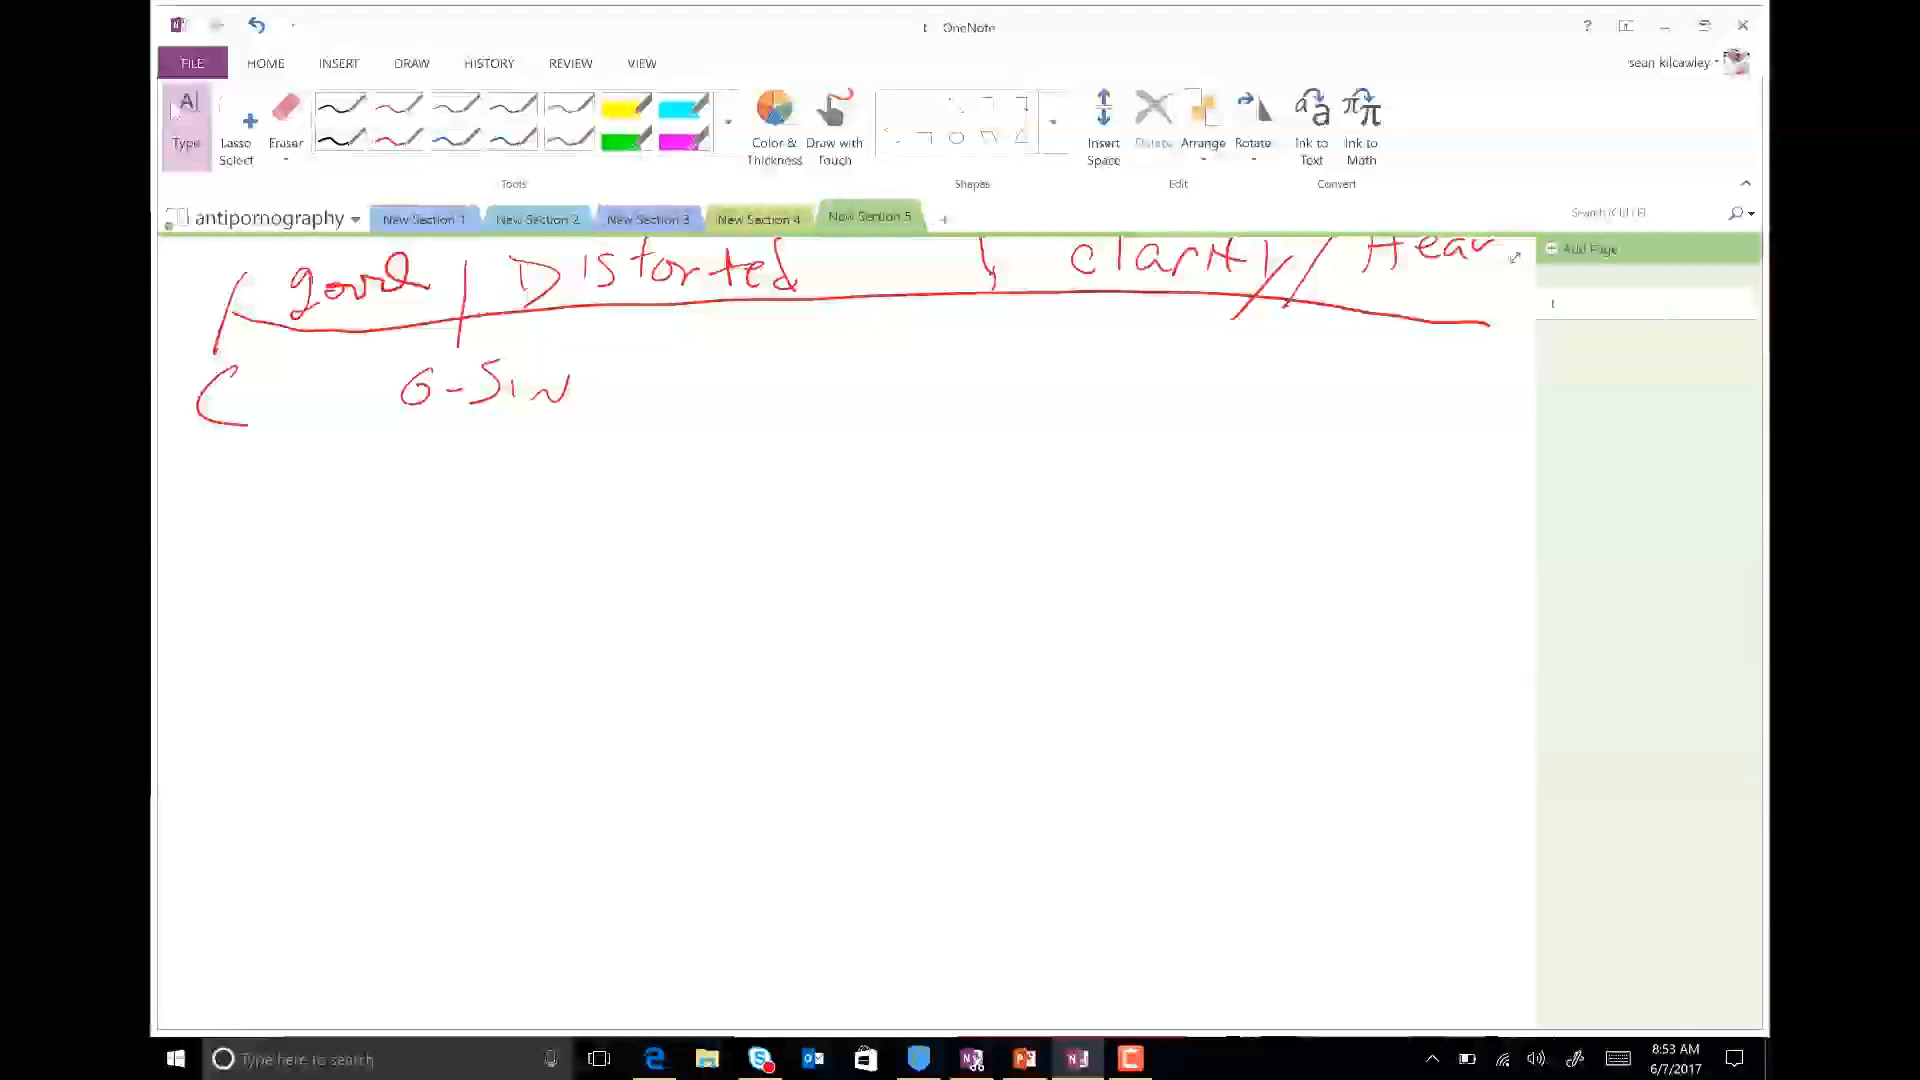 OneNote
FILE HOME INSERT DRAW HISTORY REVIEW VIEW
sean kilcawley
Type
Lasso Select
Eraser
Color & Thickness
Draw with Touch
Insert Space
Delete
Arrange
Rotate
Ink to Text
Ink to Math
Tools
Shapes
Edit
Convert
antipornography New Section 1 New Section 2 New Section 3 New Section 4 New Section 5
Add Page
t
good Distorted clarity
C
Type here to search
8:53 AM
6/7/2017